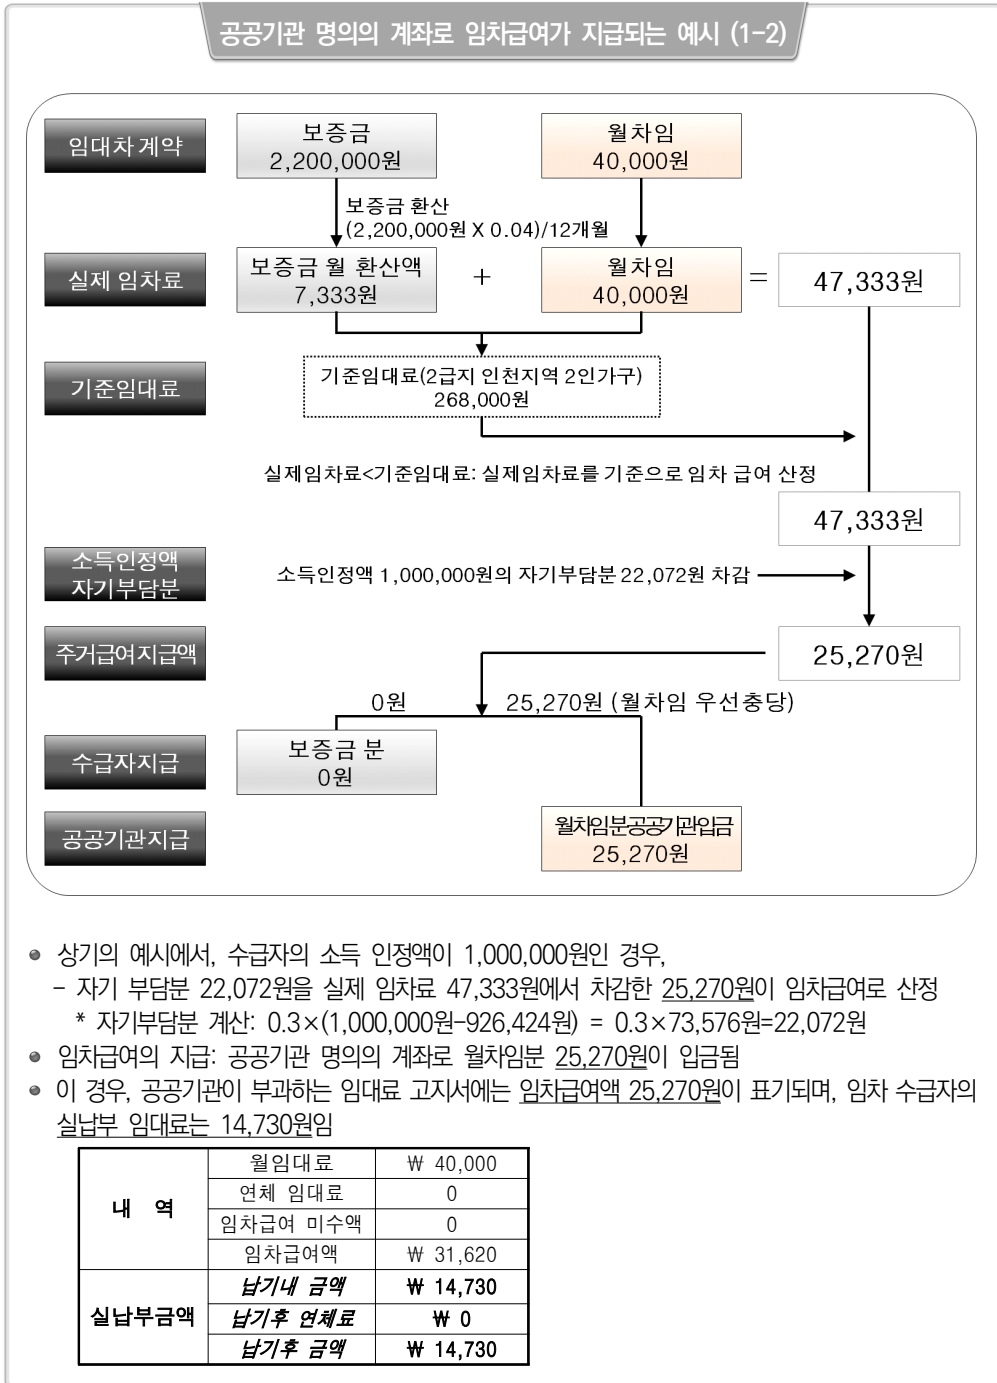 공공기관 명의의 계좌로 임차급여가 지급되는 예시 (1-2)
임대차 계약
보증금
2,200,000원
월차임
40,000원
보증금 환산
(2,200,000원 X 0.04)/12개월
실제 임차료
보증금 월 환산액
7,333원
+
월차임
40,000원
=
47,333원
기준임대료
기준임대료(2급지 인천지역 2인가구)
268,000원
실제임차료<기준임대료: 실제임차료를 기준으로 임차 급여 산정
47,333원
소득인정액
자기부담분
소득인정액 1,000,000원의 자기부담분 22,072원 차감
주거급여지급액
25,270원
0원
25,270원 (월차임 우선충당)
수급자지급
보증금 분
0원
공공기관지급
월차임분공공기관입금
25,270원
상기의 예시에서, 수급자의 소득 인정액이 1,000,000원인 경우,
- 자기 부담분 22,072원을 실제 임차료 47,333원에서 차감한 25,270원이 임차급여로 산정
* 자기부담분 계산: 0.3×(1,000,000원-926,424원) = 0.3×73,576원=22,072원
임차급여의 지급: 공공기관 명의의 계좌로 월차임분 25,270원이 입금됨
이 경우, 공공기관이 부과하는 임대료 고지서에는 임차급여액 25,270원이 표기되며, 임차 수급자의
실납부 임대료는 14,730원임
내 역
월임대료 ₩ 40,000
연체 임대료 0
임차급여 미수액 0
임차급여액 ₩ 31,620
실납부금액
납기내 금액 ₩ 14,730
납기후 연체료 ₩ 0
납기후 금액 ₩ 14,730